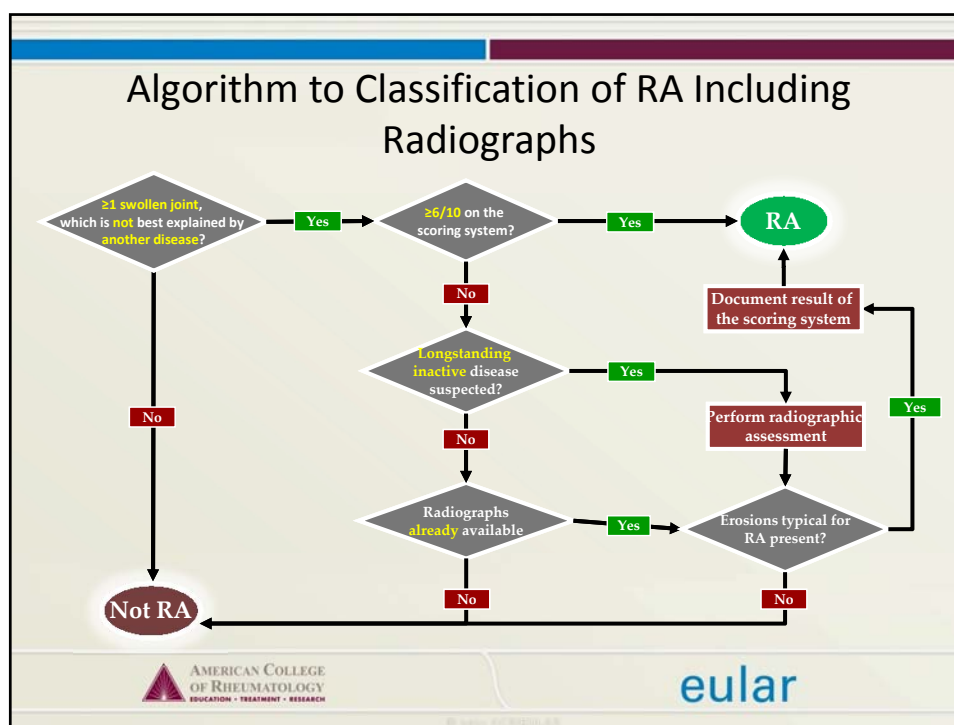 Algorithm to Classification of RA Including
Radiographs
≥1 swollen joint,
which is not best explained by
another disease?
Yes
≥6/10 on the
scoring system?
Yes
RA
No
Document result of
the scoring system
Longstanding
inactive disease
suspected?
Yes
Yes
No
Perform radiographic
assessment
No
Radiographs
already available
Yes
Erosions typical for
RA present?
No
No
Not RA
AMERICAN COLLEGE
OF RHEUMATOLOGY
EDUCATION • TREATMENT • RESEARCH
eular